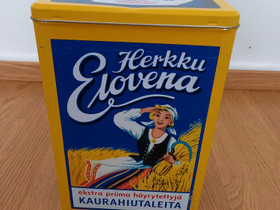 Herkku
Elovena
ekstra priima höyrytettyjä
KAURAHIUTALEITA